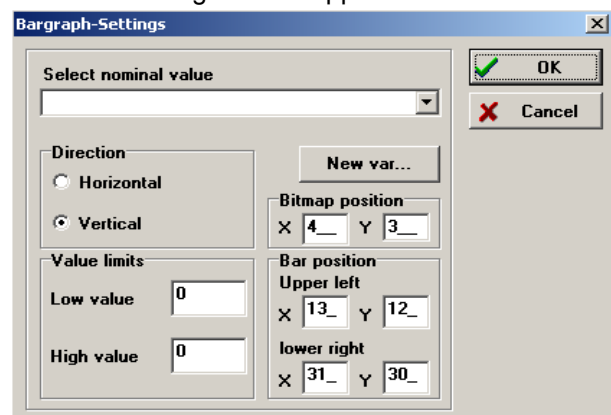 Bargraph-Settings
Select nominal value
OK
Cancel
Direction
Horizontal
Vertical
New var...
Bitmap position
X 4__ Y 3__
Value limits
Low value 0
High value 0
Bar position
Upper left
X 13_ Y 12_
lower right
X 31_ Y 30_